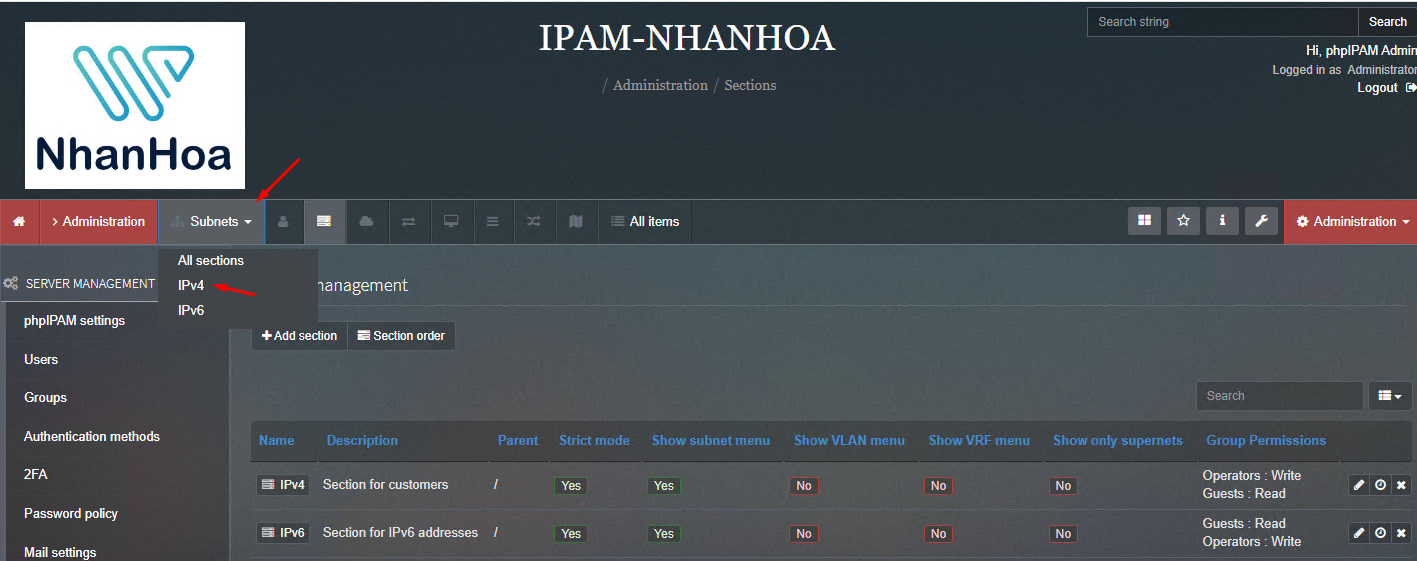 NhanHoa
IPAM-NHANHOA
/ Administration / Sections
Search string Search
Hi, phpIPAM Admin
Logged in as Administrator
Logout
> Administration Subnets All items Administration
All sections
IPv4
IPv6
SERVER MANAGEMENT
phpIPAM settings
Users
Groups
Authentication methods
2FA
Password policy
Mail settings
management
Add section Section order
Search
Name Description Parent Strict mode Show subnet menu Show VLAN menu Show VRF menu Show only supernets Group Permissions
IPv4 Section for customers / Yes Yes No No No Operators : Write
Guests : Read
IPv6 Section for IPv6 addresses / Yes Yes No No No Guests : Read
Operators : Write